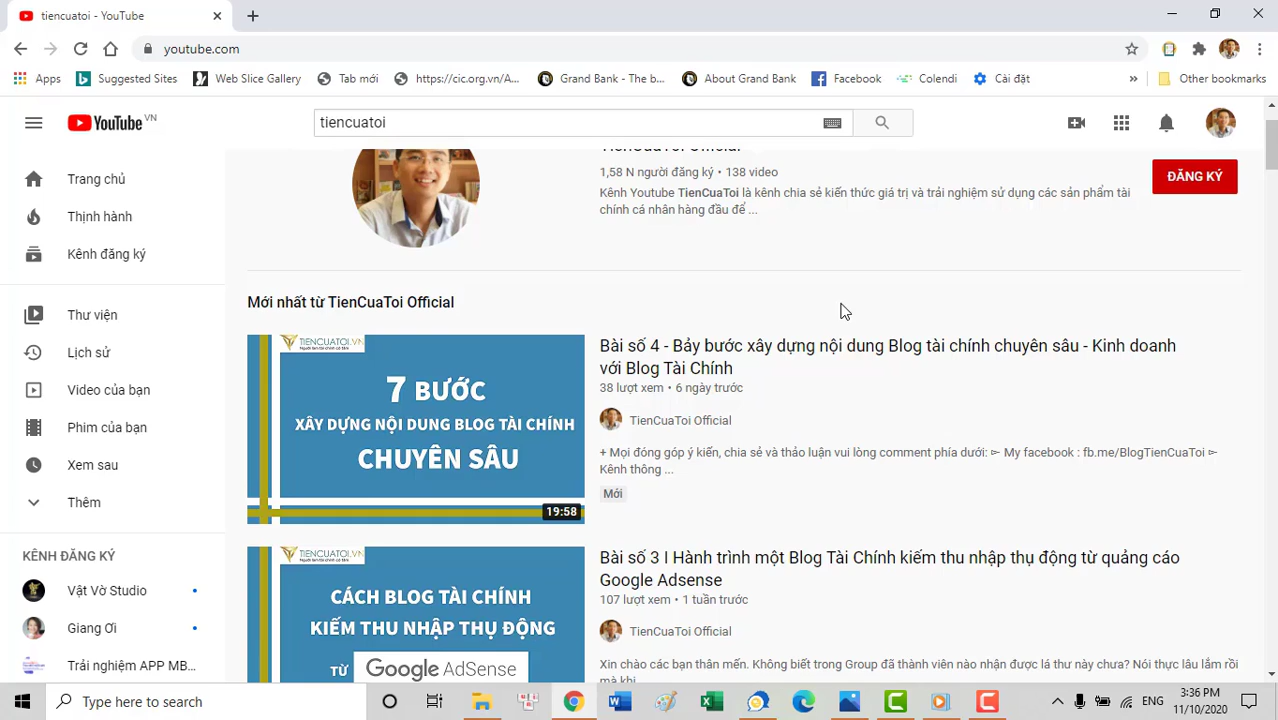 tiencuatoi - YouTube
youtube.com
Apps
Suggested Sites
Web Slice Gallery
Tab mới
https://cic.org.vn/A...
Grand Bank - The b...
About Grand Bank
Facebook
Colendi
Cài đặt
»
Other bookmarks
YouTube VN
tiencuatoi
TienCuaToi Official
1,58 N người đăng ký • 138 video
Kênh Youtube TienCuaToi là kênh chia sẻ kiến thức giá trị và trải nghiệm sử dụng các sản phẩm tài
chính cá nhân hàng đầu để ...
ĐĂNG KÝ
Trang chủ
Thịnh hành
Kênh đăng ký
Thư viện
Lịch sử
Video của bạn
Phim của bạn
Xem sau
Thêm
KÊNH ĐĂNG KÝ
Vật Vờ Studio
Giang Ơi
Trải nghiệm APP MB...
Mới nhất từ TienCuaToi Official
TIENCUATOI.VN
7 BƯỚC
XÂY DỰNG NỘI DUNG BLOG TÀI CHÍNH
CHUYÊN SÂU
19:58
Bài số 4 - Bảy bước xây dựng nội dung Blog tài chính chuyên sâu - Kinh doanh
với Blog Tài Chính
38 lượt xem • 6 ngày trước
TienCuaToi Official
+ Mọi đóng góp ý kiến, chia sẻ và thảo luận vui lòng comment phía dưới: ► My facebook : fb.me/BlogTienCuaToi ►
Kênh thông ...
Mới
TIENCUATOI.VN
CÁCH BLOG TÀI CHÍNH
KIẾM THU NHẬP THỤ ĐỘNG
TỪ Google AdSense
Bài số 3 I Hành trình một Blog Tài Chính kiếm thu nhập thụ động từ quảng cáo
Google Adsense
107 lượt xem • 1 tuần trước
TienCuaToi Official
Xin chào các bạn thân mến. Không biết trong Group đã thành viên nào nhận được lá thư này chưa? Nói thực lâu lắm rồi
mà khi
Type here to search
3:36 PM
11/10/2020